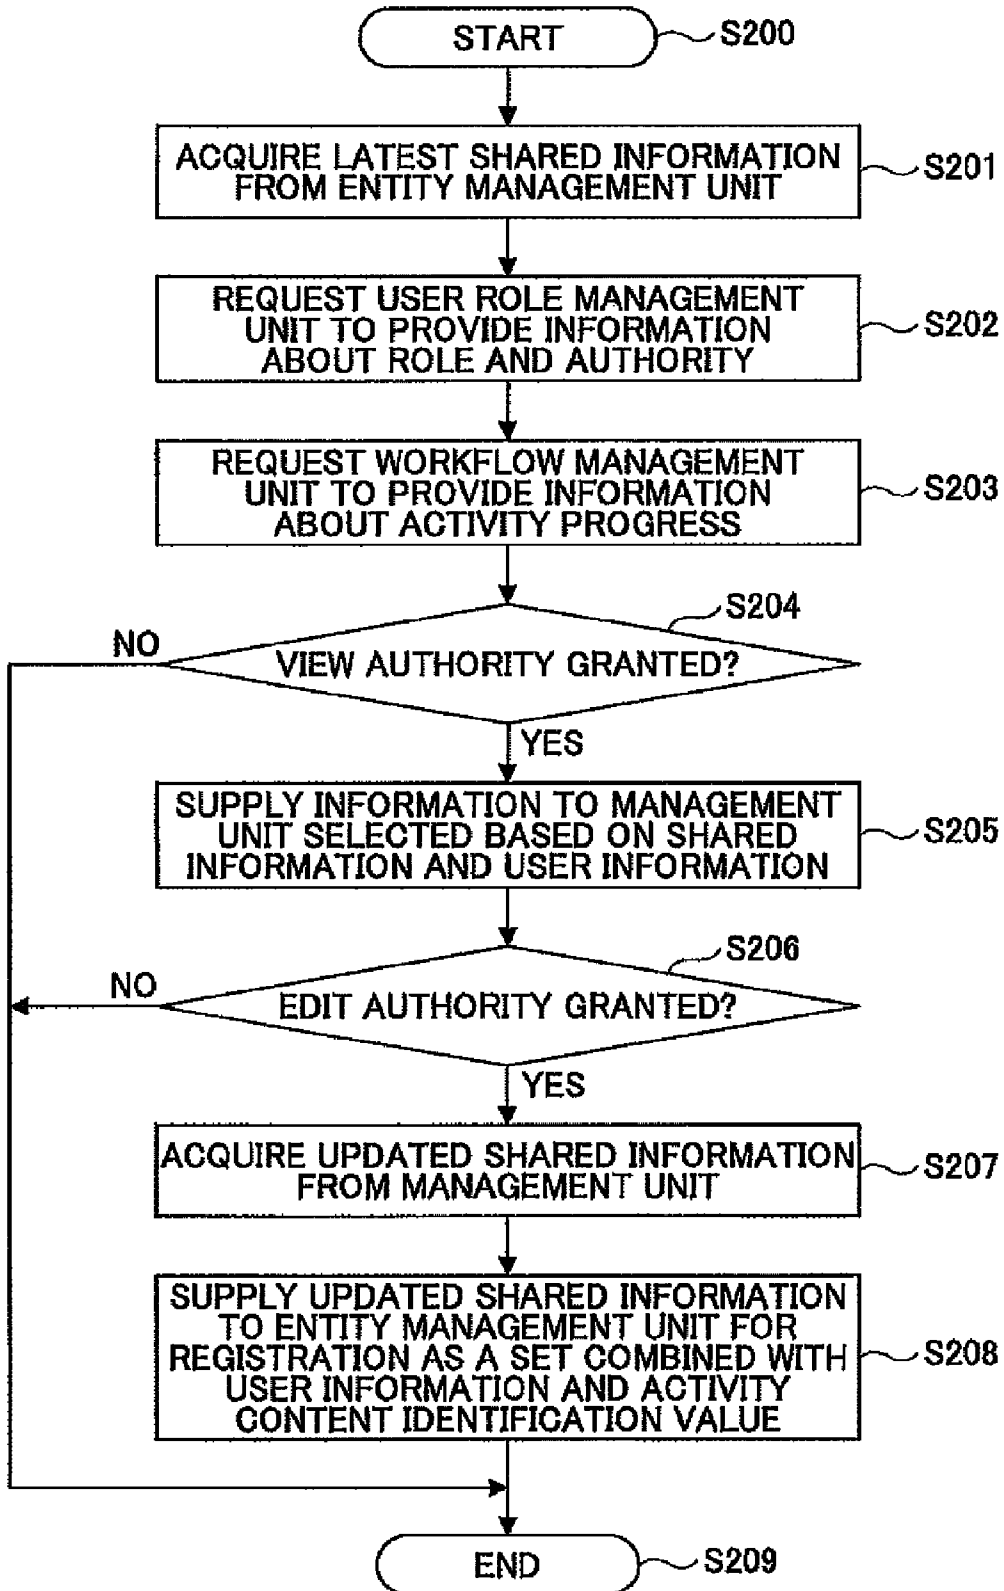 START
S200
ACQUIRE LATEST SHARED INFORMATION
FROM ENTITY MANAGEMENT UNIT
S201
REQUEST USER ROLE MANAGEMENT
UNIT TO PROVIDE INFORMATION
ABOUT ROLE AND AUTHORITY
S202
REQUEST WORKFLOW MANAGEMENT
UNIT TO PROVIDE INFORMATION
ABOUT ACTIVITY PROGRESS
S203
S204
NO
VIEW AUTHORITY GRANTED?
YES
SUPPLY INFORMATION TO MANAGEMENT
UNIT SELECTED BASED ON SHARED
INFORMATION AND USER INFORMATION
S205
S206
NO
EDIT AUTHORITY GRANTED?
YES
ACQUIRE UPDATED SHARED INFORMATION
FROM MANAGEMENT UNIT
S207
SUPPLY UPDATED SHARED INFORMATION
TO ENTITY MANAGEMENT UNIT FOR
REGISTRATION AS A SET COMBINED WITH
USER INFORMATION AND ACTIVITY
CONTENT IDENTIFICATION VALUE
S208
END
S209